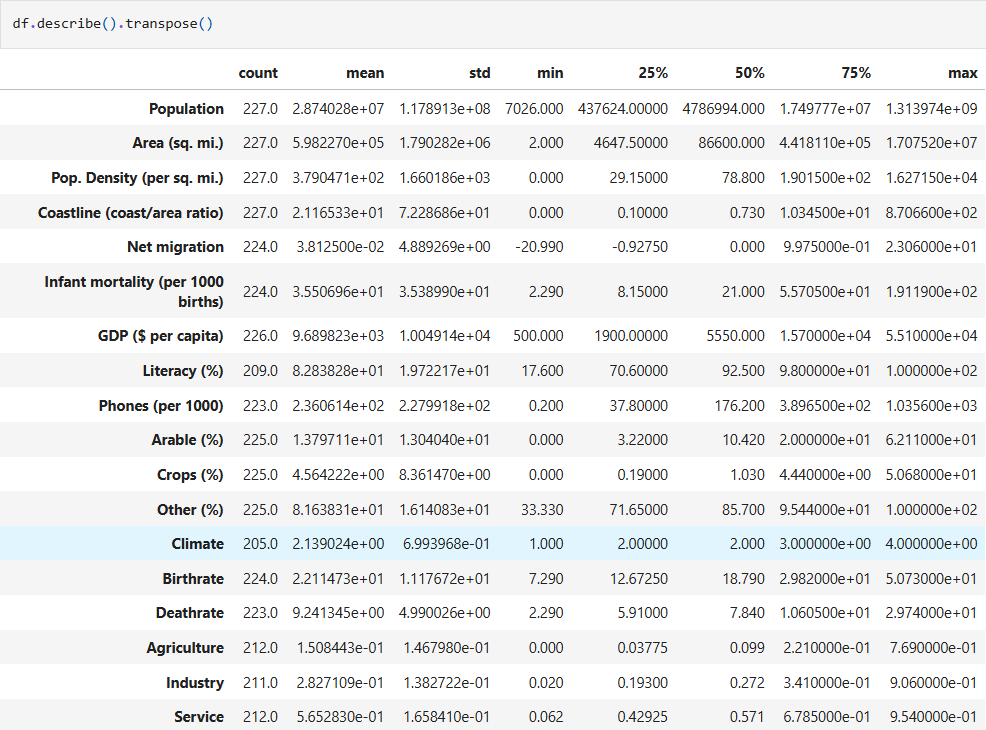 df.describe().transpose()
count mean std min 25% 50% 75% max
Population 227.0 2.874028e+07 1.178913e+08 7026.000 437624.00000 4786994.000 1.749777e+07 1.313974e+09
Area (sq. mi.) 227.0 5.982270e+05 1.790282e+06 2.000 4647.50000 86600.000 4.418110e+05 1.707520e+07
Pop. Density (per sq. mi.) 227.0 3.790471e+02 1.660186e+03 0.000 29.15000 78.800 1.901500e+02 1.627150e+04
Coastline (coast/area ratio) 227.0 2.116533e+01 7.228686e+01 0.000 0.10000 0.730 1.034500e+01 8.706600e+02
Net migration 224.0 3.812500e-02 4.889269e+00 -20.990 -0.92750 0.000 9.975000e-01 2.306000e+01
Infant mortality (per 1000
births) 224.0 3.550696e+01 3.538990e+01 2.290 8.15000 21.000 5.570500e+01 1.911900e+02
GDP ($ per capita) 226.0 9.689823e+03 1.004914e+04 500.000 1900.00000 5550.000 1.570000e+04 5.510000e+04
Literacy (%) 209.0 8.283828e+01 1.972217e+01 17.600 70.60000 92.500 9.800000e+01 1.000000e+02
Phones (per 1000) 223.0 2.360614e+02 2.279918e+02 0.200 37.80000 176.200 3.896500e+02 1.035600e+03
Arable (%) 225.0 1.379711e+01 1.304040e+01 0.000 3.22000 10.420 2.000000e+01 6.211000e+01
Crops (%) 225.0 4.564222e+00 8.361470e+00 0.000 0.19000 1.030 4.440000e+00 5.068000e+01
Other (%) 225.0 8.163831e+01 1.614083e+01 33.330 71.65000 85.700 9.544000e+01 1.000000e+02
Climate 205.0 2.139024e+00 6.993968e-01 1.000 2.00000 2.000 3.000000e+00 4.000000e+00
Birthrate 224.0 2.211473e+01 1.117672e+01 7.290 12.67250 18.790 2.982000e+01 5.073000e+01
Deathrate 223.0 9.241345e+00 4.990026e+00 2.290 5.91000 7.840 1.060500e+01 2.974000e+01
Agriculture 212.0 1.508443e-01 1.467980e-01 0.000 0.03775 0.099 2.210000e-01 7.690000e-01
Industry 211.0 2.827109e-01 1.382722e-01 0.020 0.19300 0.272 3.410000e-01 9.060000e-01
Service 212.0 5.652830e-01 1.658410e-01 0.062 0.42925 0.571 6.785000e-01 9.540000e-01